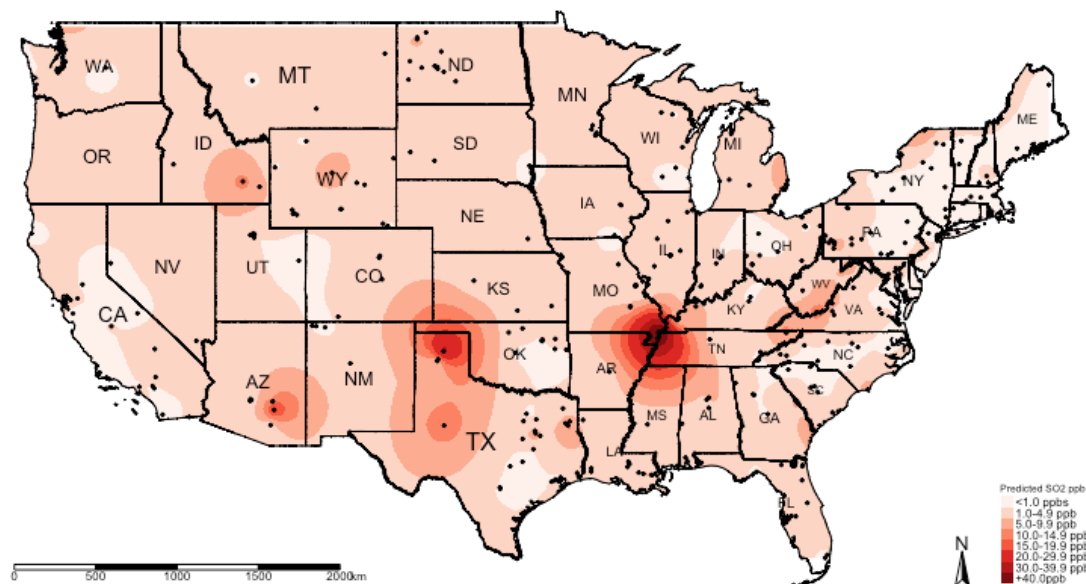 WA
MT
ND
MN
ME
OR
ID
SD
WI
MI
WY
NY
NE
IA
PA
NV
UT
CO
IL
IN
OH
KS
MO
WV
CA
KY
VA
OK
TN
NC
AZ
NM
AR
SC
TX
MS
AL
GA
LA
FL
Predicted SO2 ppb
<1.0 ppbs
1.0-4.9 ppb
5.0-9.9 ppb
10.0-14.9 ppb
15.0-19.9 ppb
20.0-29.9 ppb
30.0-39.9 ppb
+40.0ppb
N
0 500 1000 1500 2000km